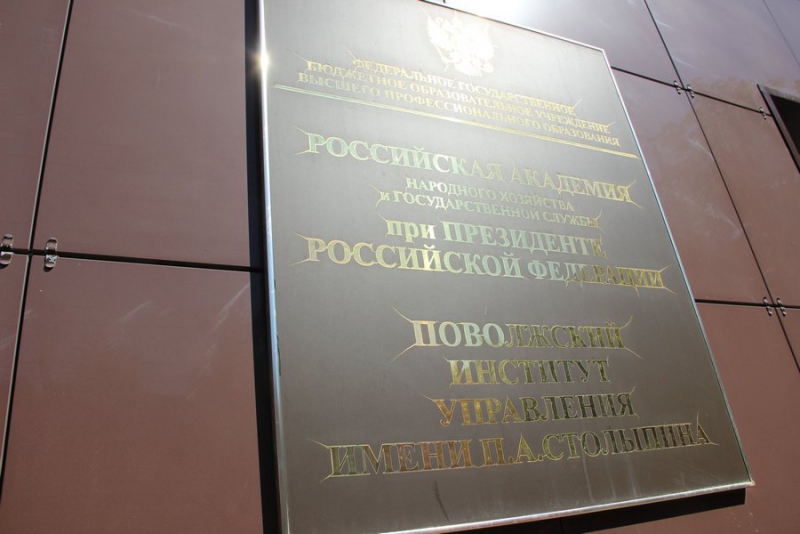 ФЕДЕРАЛЬНОЕ ГОСУДАРСТВЕННОЕ
БЮДЖЕТНОЕ ОБРАЗОВАТЕЛЬНОЕ УЧРЕЖДЕНИЕ
ВЫСШЕГО ПРОФЕССИОНАЛЬНОГО ОБРАЗОВАНИЯ
РОССИЙСКАЯ АКАДЕМИЯ
НАРОДНОГО ХОЗЯЙСТВА
и ГОСУДАРСТВЕННОЙ СЛУЖБЫ
при ПРЕЗИДЕНТЕ
РОССИЙСКОЙ ФЕДЕРАЦИИ
ПОВОЛЖСКИЙ
ИНСТИТУТ
УПРАВЛЕНИЯ
ИМЕНИ П.А.СТОЛЫПИНА